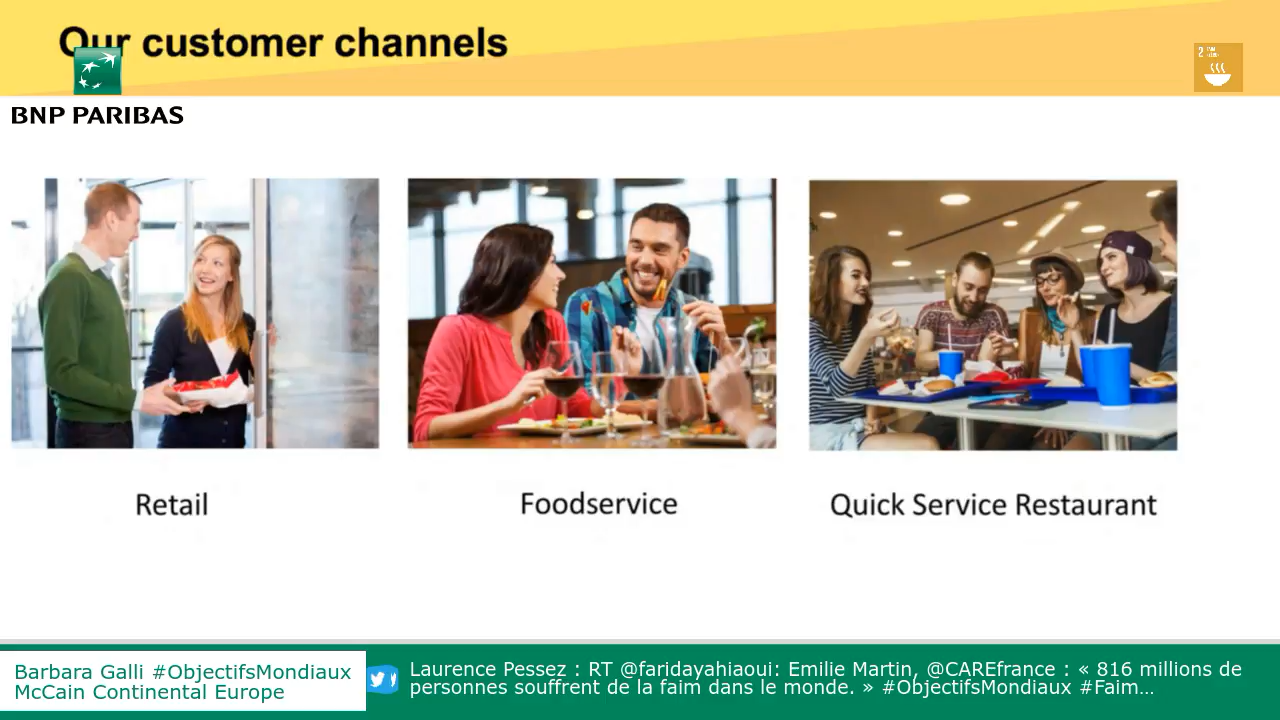 Our customer channels
2
BNP PARIBAS
Retail
Foodservice
Quick Service Restaurant
Barbara Galli #ObjectifsMondiaux
McCain Continental Europe
Laurence Pessez : RT @faridayahiaoui: Emilie Martin, @CAREfrance : « 816 millions de
personnes souffrent de la faim dans le monde. » #ObjectifsMondiaux #Faim...